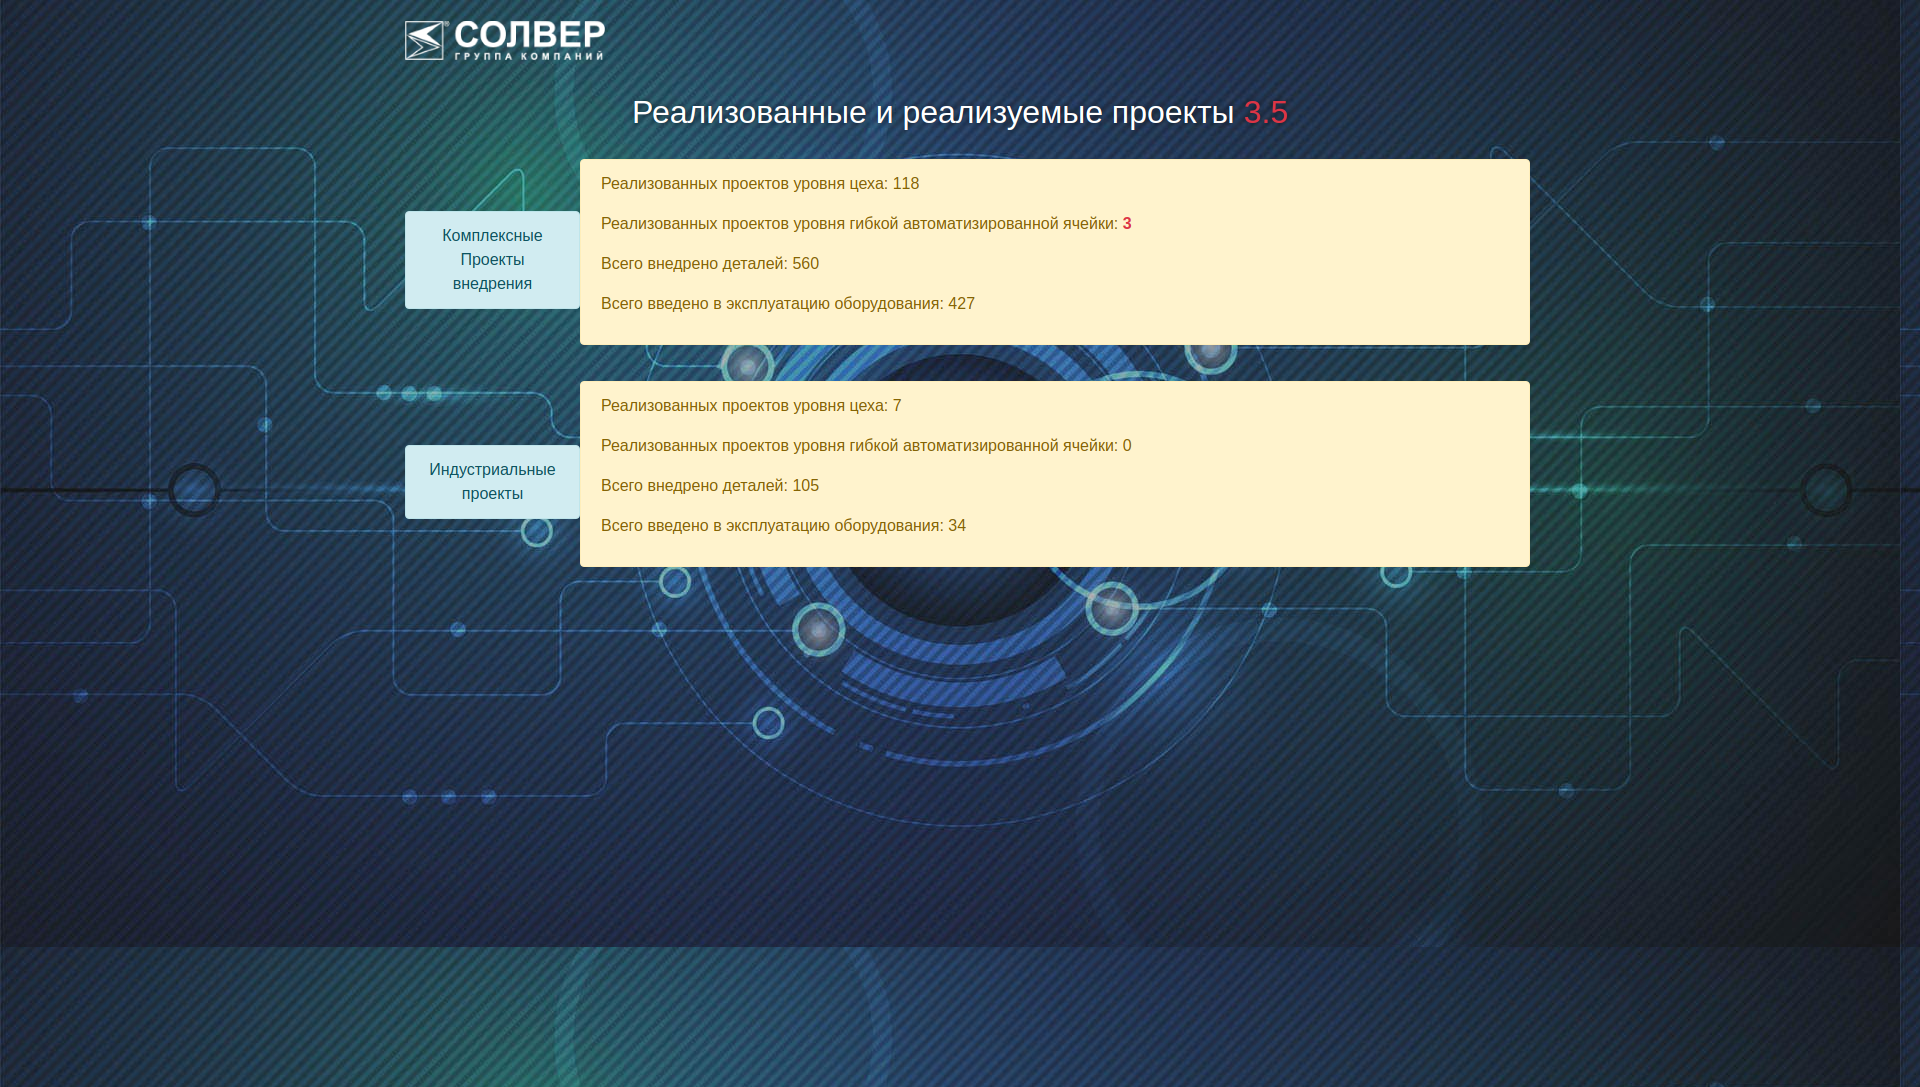 СОЛВЕР
ГРУППА КОМПАНИЙ
Реализованные и реализуемые проекты 3.5
Комплексные
Проекты
внедрения
Реализованных проектов уровня цеха: 118
Реализованных проектов уровня гибкой автоматизированной ячейки: 3
Всего внедрено деталей: 560
Всего введено в эксплуатацию оборудования: 427
Индустриальные
проекты
Реализованных проектов уровня цеха: 7
Реализованных проектов уровня гибкой автоматизированной ячейки: 0
Всего внедрено деталей: 105
Всего введено в эксплуатацию оборудования: 34